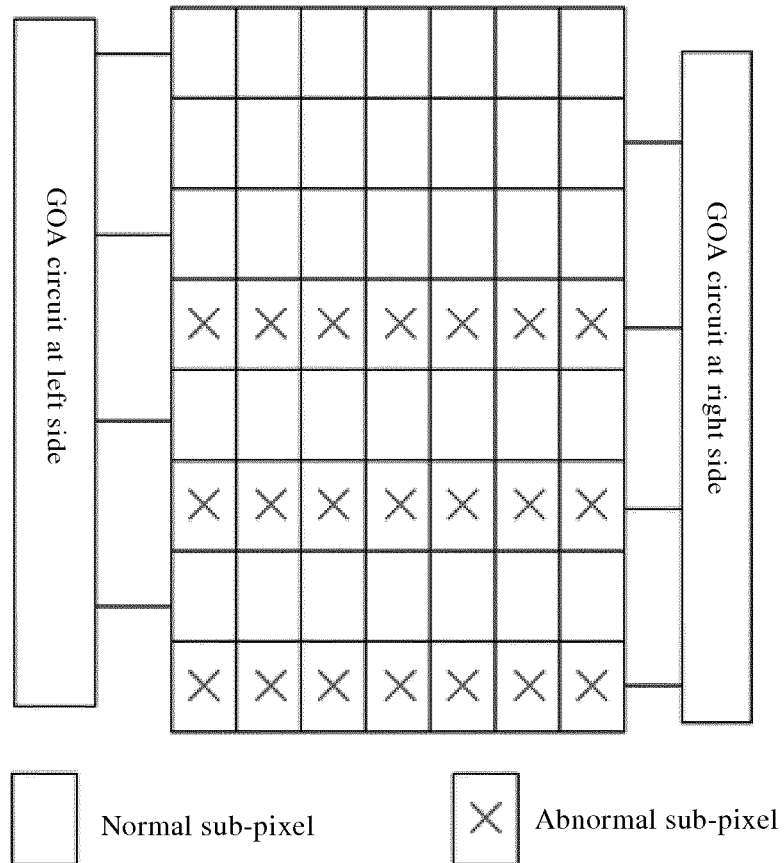 GOA circuit at left side
GOA circuit at right side
Normal sub-pixel
Abnormal sub-pixel